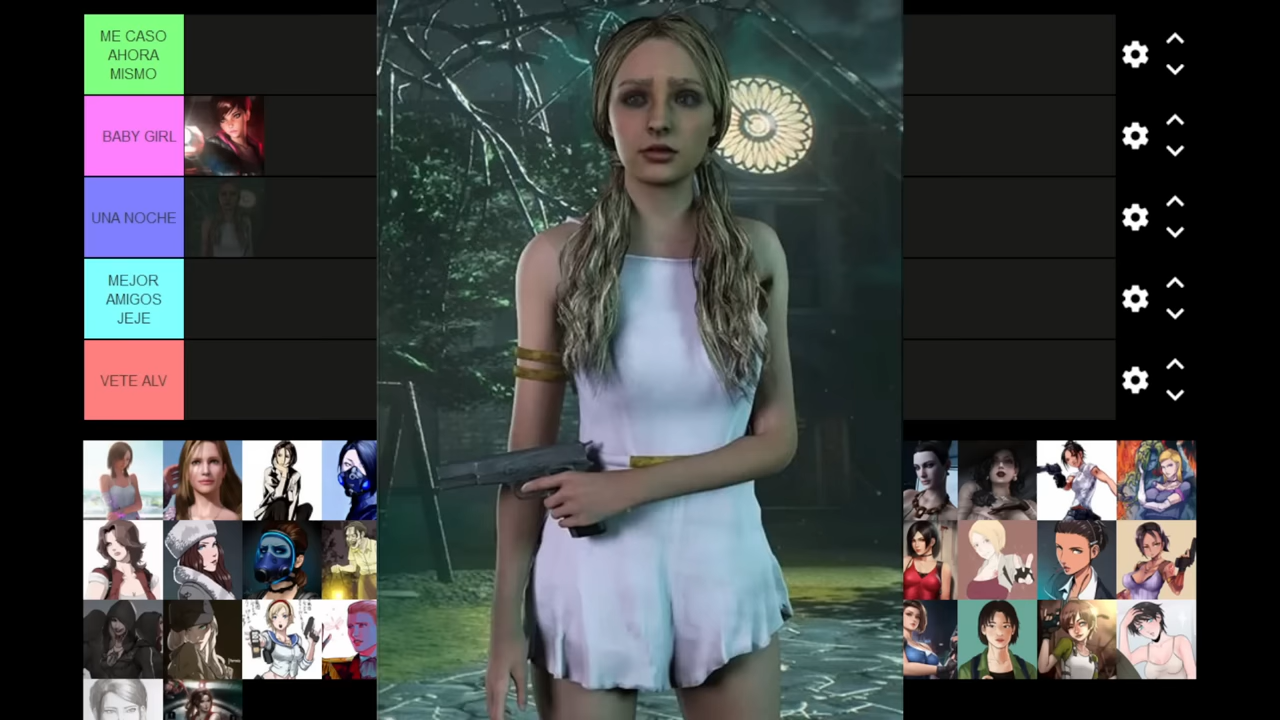 ME CASO
AHORA
MISMO
BABY GIRL
UNA NOCHE
MEJOR
AMIGOS
JEJE
VETE ALV